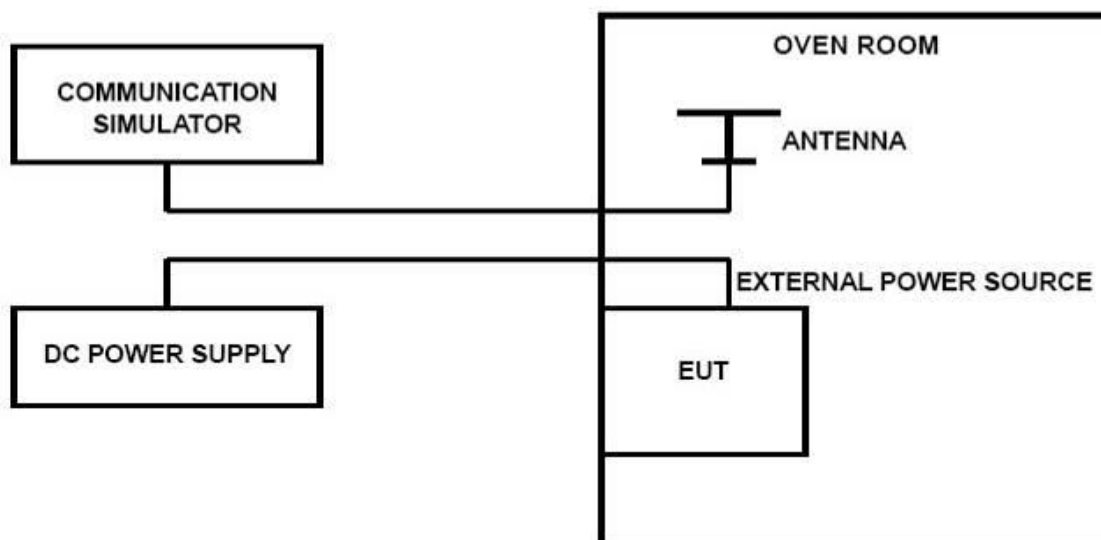 COMMUNICATION
SIMULATOR
OVEN ROOM
ANTENNA
EXTERNAL POWER SOURCE
DC POWER SUPPLY
EUT